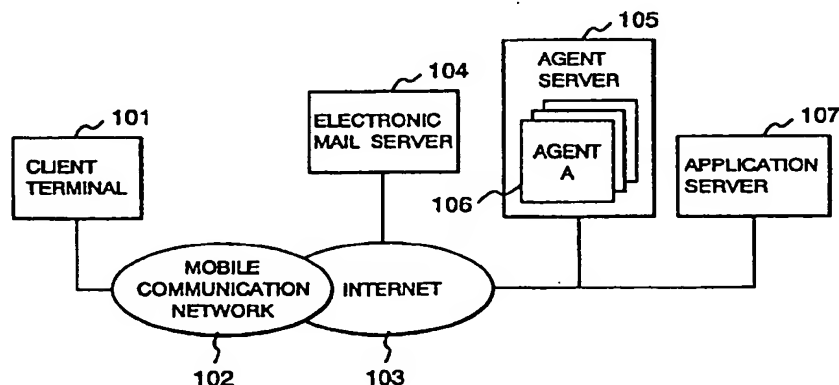 101
CLIENT
TERMINAL
104
ELECTRONIC
MAIL SERVER
105
AGENT
SERVER
AGENT
A
106
107
APPLICATION
SERVER
MOBILE
COMMUNICATION
NETWORK
INTERNET
102
103